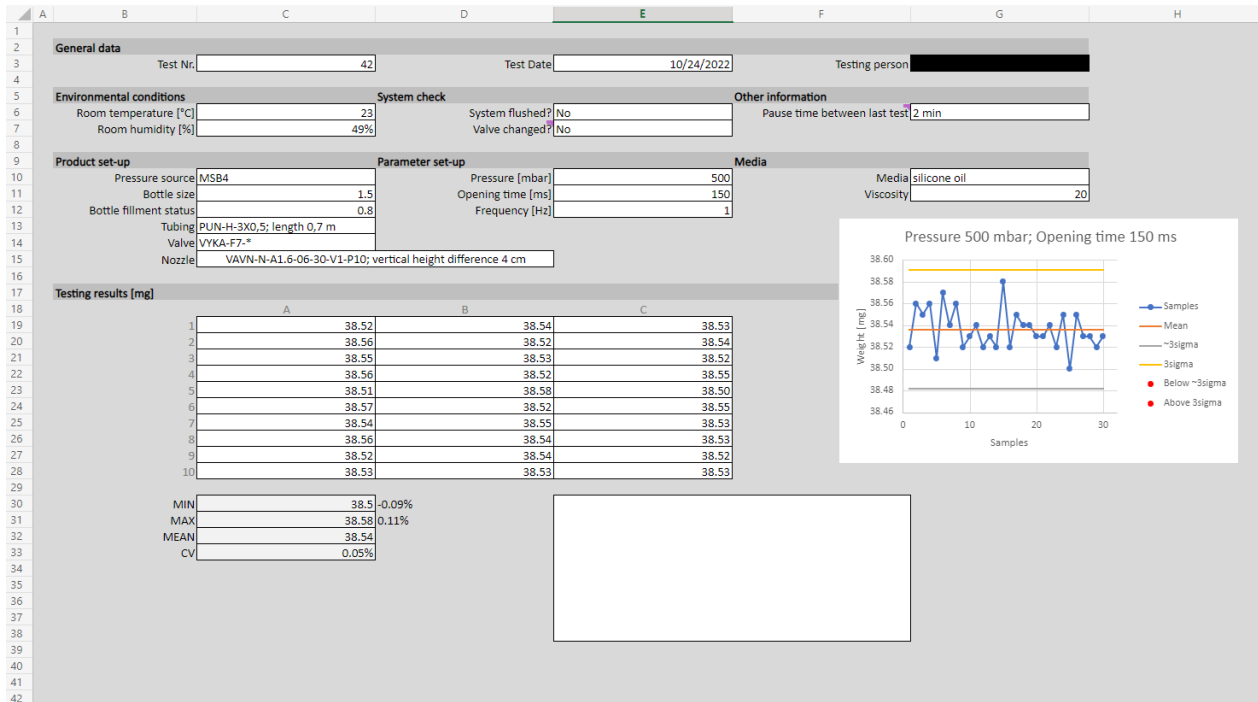 A B C D E F G H
1
2 General data
3 Test Nr. 42 Test Date 10/24/2022 Testing person
4
5 Environmental conditions System check Other information
6 Room temperature [°C] 23 System flushed? No Pause time between last test 2 min
7 Room humidity [%] 49% Valve changed? No
8
9 Product set-up Parameter set-up Media
10 Pressure source MSB4 Pressure [mbar] 500 Media silicone oil
11 Bottle size 1.5 Opening time [ms] 150 Viscosity 20
12 Bottle fillment status 0.8 Frequency [Hz] 1
13 Tubing PUN-H-3X0,5; length 0,7 m
14 Valve VYKA-F7-*
15 Nozzle VAVN-N-A1.6-06-30-V1-P10; vertical height difference 4 cm
16
17 Testing results [mg]
18 A B C
19 1 38.52 38.54 38.53
20 2 38.56 38.52 38.54
21 3 38.55 38.53 38.52
22 4 38.56 38.52 38.55
23 5 38.51 38.58 38.50
24 6 38.57 38.52 38.55
25 7 38.54 38.55 38.53
26 8 38.56 38.54 38.53
27 9 38.52 38.54 38.52
28 10 38.53 38.53 38.53
29
30 MIN 38.5 -0.09%
31 MAX 38.58 0.11%
32 MEAN 38.54
33 CV 0.05%
34
35
36
37
38
39
40
41
42
Pressure 500 mbar; Opening time 150 ms
38.60
38.58
38.56
38.54
38.52
38.50
38.48
38.46
Weight [mg]
0 10 20 30
Samples
Samples
Mean
~3sigma
3sigma
Below ~3sigma
Above 3sigma